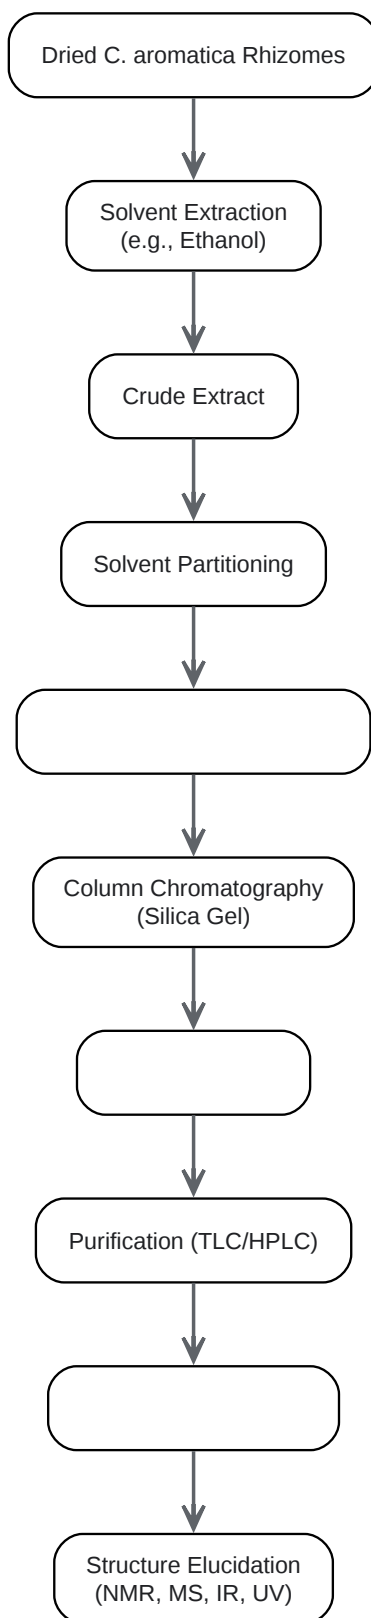 Dried C. aromatica Rhizomes
Solvent Extraction
(e.g., Ethanol)
Crude Extract
Solvent Partitioning
Column Chromatography
(Silica Gel)
Purification (TLC/HPLC)
Structure Elucidation
(NMR, MS, IR, UV)